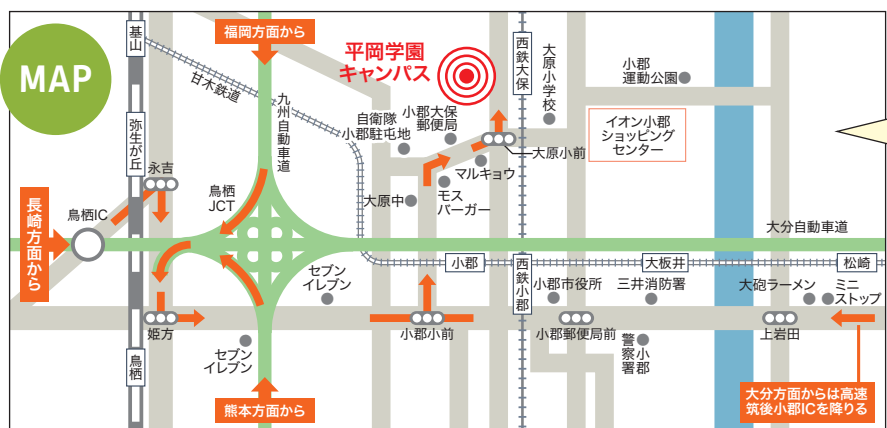 MAP
基山
福岡方面から
甘木鉄道
九州自動車道
平岡学園
キャンパス
西鉄大保
大原小学校
小郡
運動公園
イオン小郡
ショッピング
センター
自衛隊
小郡駐屯地
小郡大保
郵便局
マルキョウ
大原小前
モス
バーガー
大原中
弥生が丘
永吉
鳥栖IC
長崎方面から
鳥栖
JCT
大分自動車道
セブン
イレブン
小郡
西鉄小郡
大板井
松崎
小郡市役所
三井消防署
大砲ラーメン
ミニ
ストップ
姫方
鳥栖
セブン
イレブン
小郡小前
小郡郵便局前
小郡
警察署
上岩田
熊本方面から
大分方面からは高速
筑後小郡ICを降りる